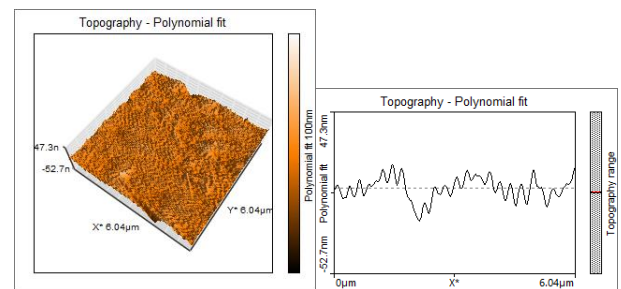 Topography - Polynomial fit
47.3n
-52.7n
X* 6.04µm
Y* 6.04µm
Polynomial fit 100nm
Topography - Polynomial fit
47.3nm
Polynomial fit
-52.7nm
0µm
X*
6.04µm
Topography range